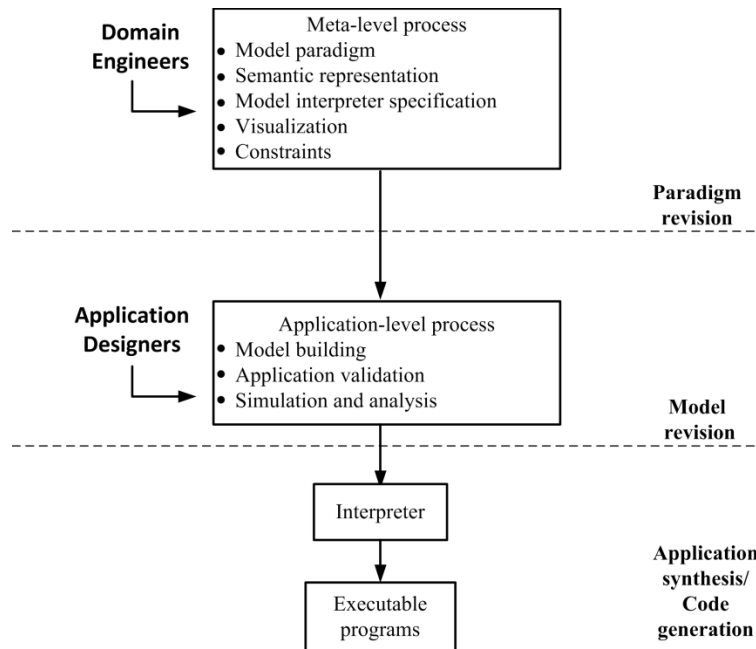 Domain
Engineers
Meta-level process
• Model paradigm
• Semantic representation
• Model interpreter specification
• Visualization
• Constraints
Paradigm
revision
Application
Designers
Application-level process
• Model building
• Application validation
• Simulation and analysis
Model
revision
Interpreter
Executable
programs
Application
synthesis/
Code
generation